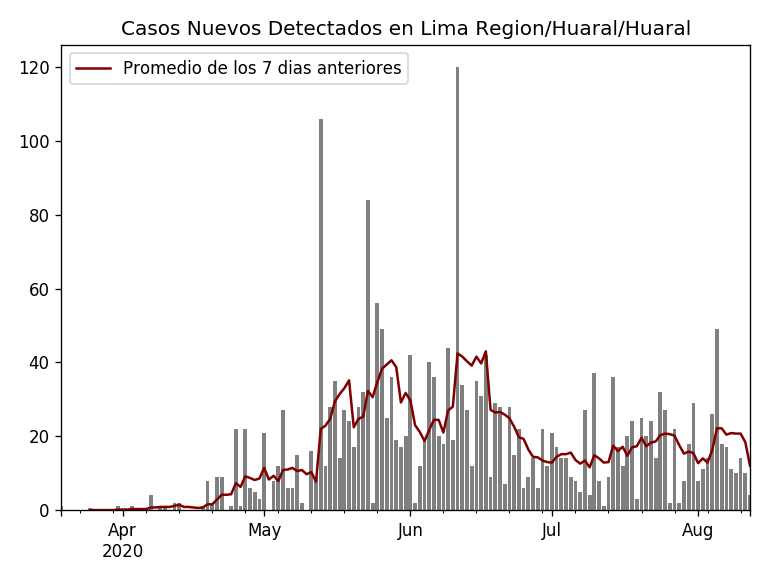 Casos Nuevos Detectados en Lima Region/Huaral/Huaral
Promedio de los 7 dias anteriores
120
100
80
60
40
20
0
Apr
2020
May
Jun
Jul
Aug